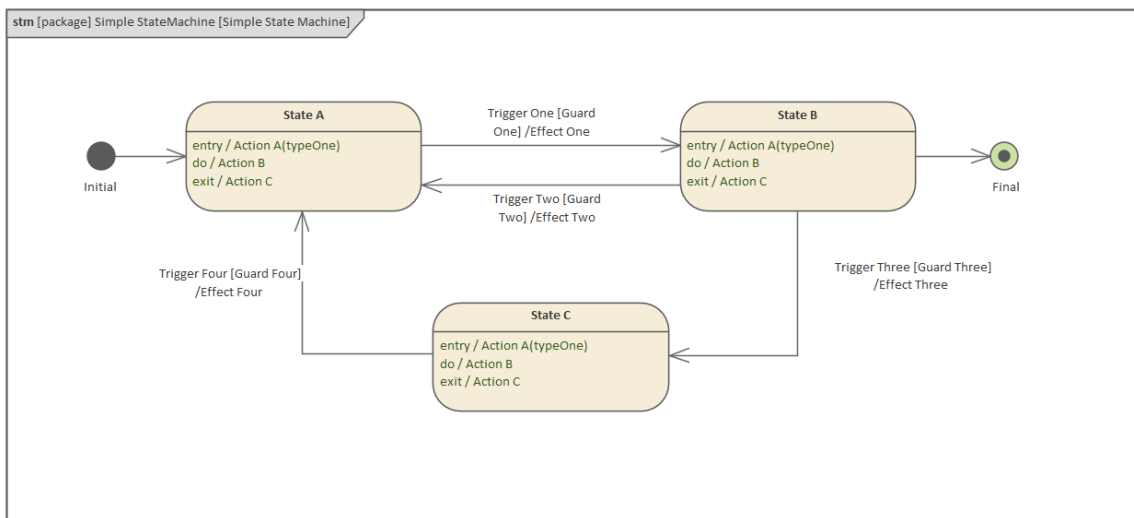 stm [package] Simple StateMachine [Simple State Machine]
State A
entry / Action A(typeOne)
do / Action B
exit / Action C
Trigger One [Guard
One] /Effect One
State B
entry / Action A(typeOne)
do / Action B
exit / Action C
Initial
Final
Trigger Two [Guard
Two] /Effect Two
Trigger Four [Guard Four]
/Effect Four
Trigger Three [Guard Three]
/Effect Three
State C
entry / Action A(typeOne)
do / Action B
exit / Action C